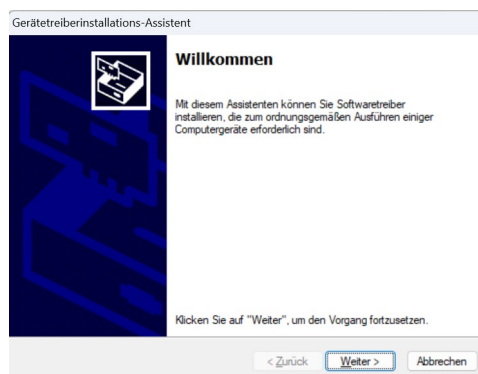 Gerätetreiberinstallations-Assistent
Willkommen
Mit diesem Assistenten können Sie Softwaretreiber
installieren, die zum ordnungsgemäßen Ausführen einiger
Computergeräte erforderlich sind.
Klicken Sie auf "Weiter", um den Vorgang fortzusetzen.
< Zurück Weiter > Abbrechen